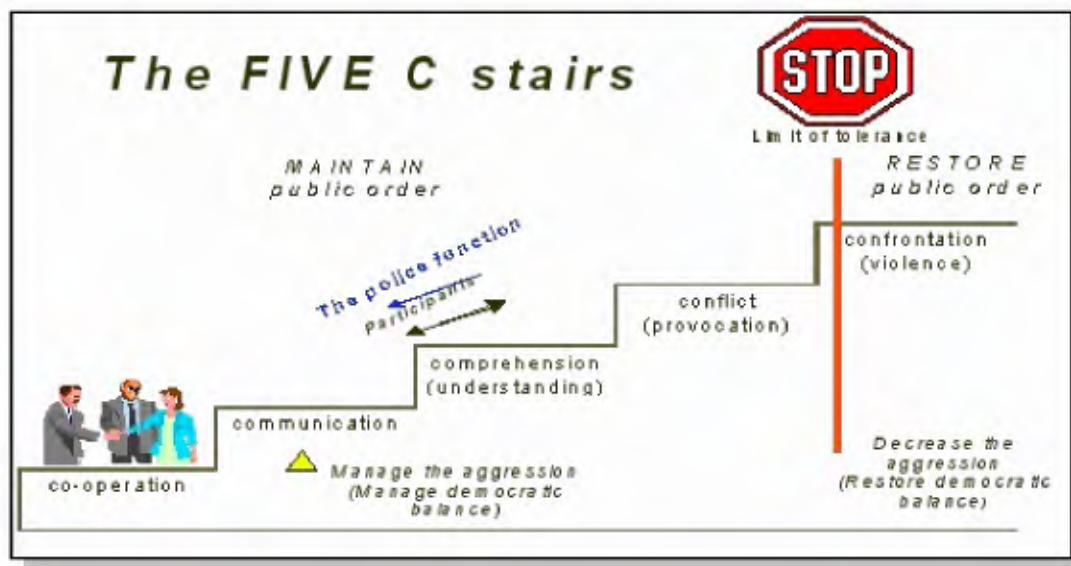 The FIVE C stairs
STOP
Limit of tolerance
MAINTAIN
public order
RESTORE
public order
The police function
Participants
confrontation
(violence)
conflict
(provocation)
comprehension
(understanding)
communication
co-operation
Manage the aggression
(Manage democratic
balance)
Decrease the
aggression
(Restore democratic
balance)